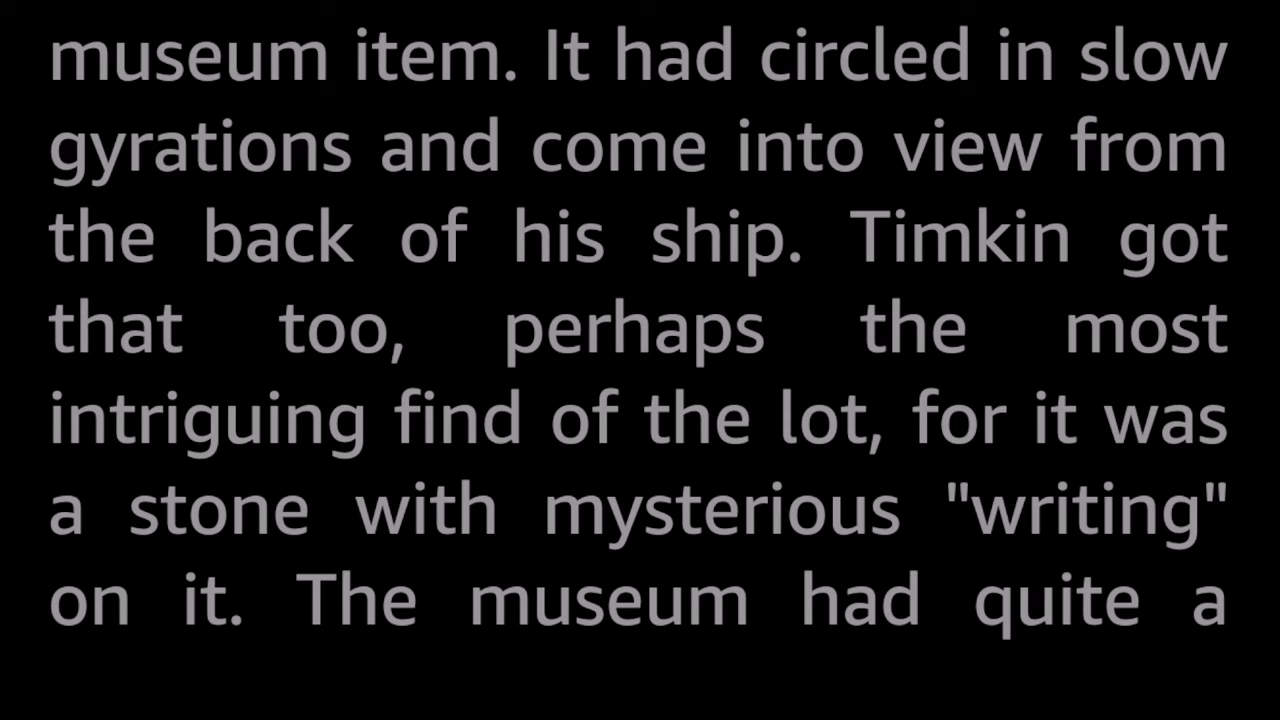 museum item. It had circled in slow
gyrations and come into view from
the back of his ship. Timkin got
that too, perhaps the most
intriguing find of the lot, for it was
a stone with mysterious "writing"
on it. The museum had quite a